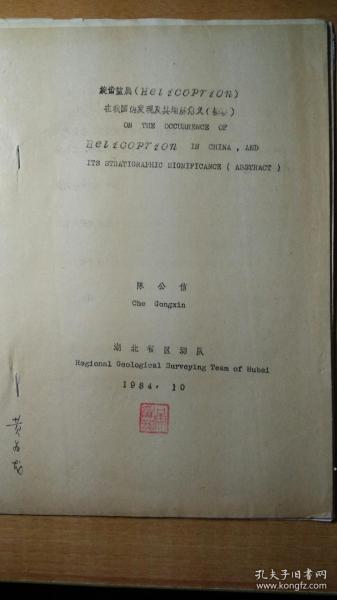 旋齿鲨鱼(Helicoprion)
在我国的发现及其地层意义(摘要)
ON THE OCCURRENCE OF
Helicoprion IN CHINA, AND
ITS STRATIGRAPHIC SIGNIFICANCE (ABSTRACT)
陈公信
Che Gongxin
湖北省区测队
Regional Geological Surveying Team of Hubei
1984.10
孔夫子旧书网
www.kongfz.com